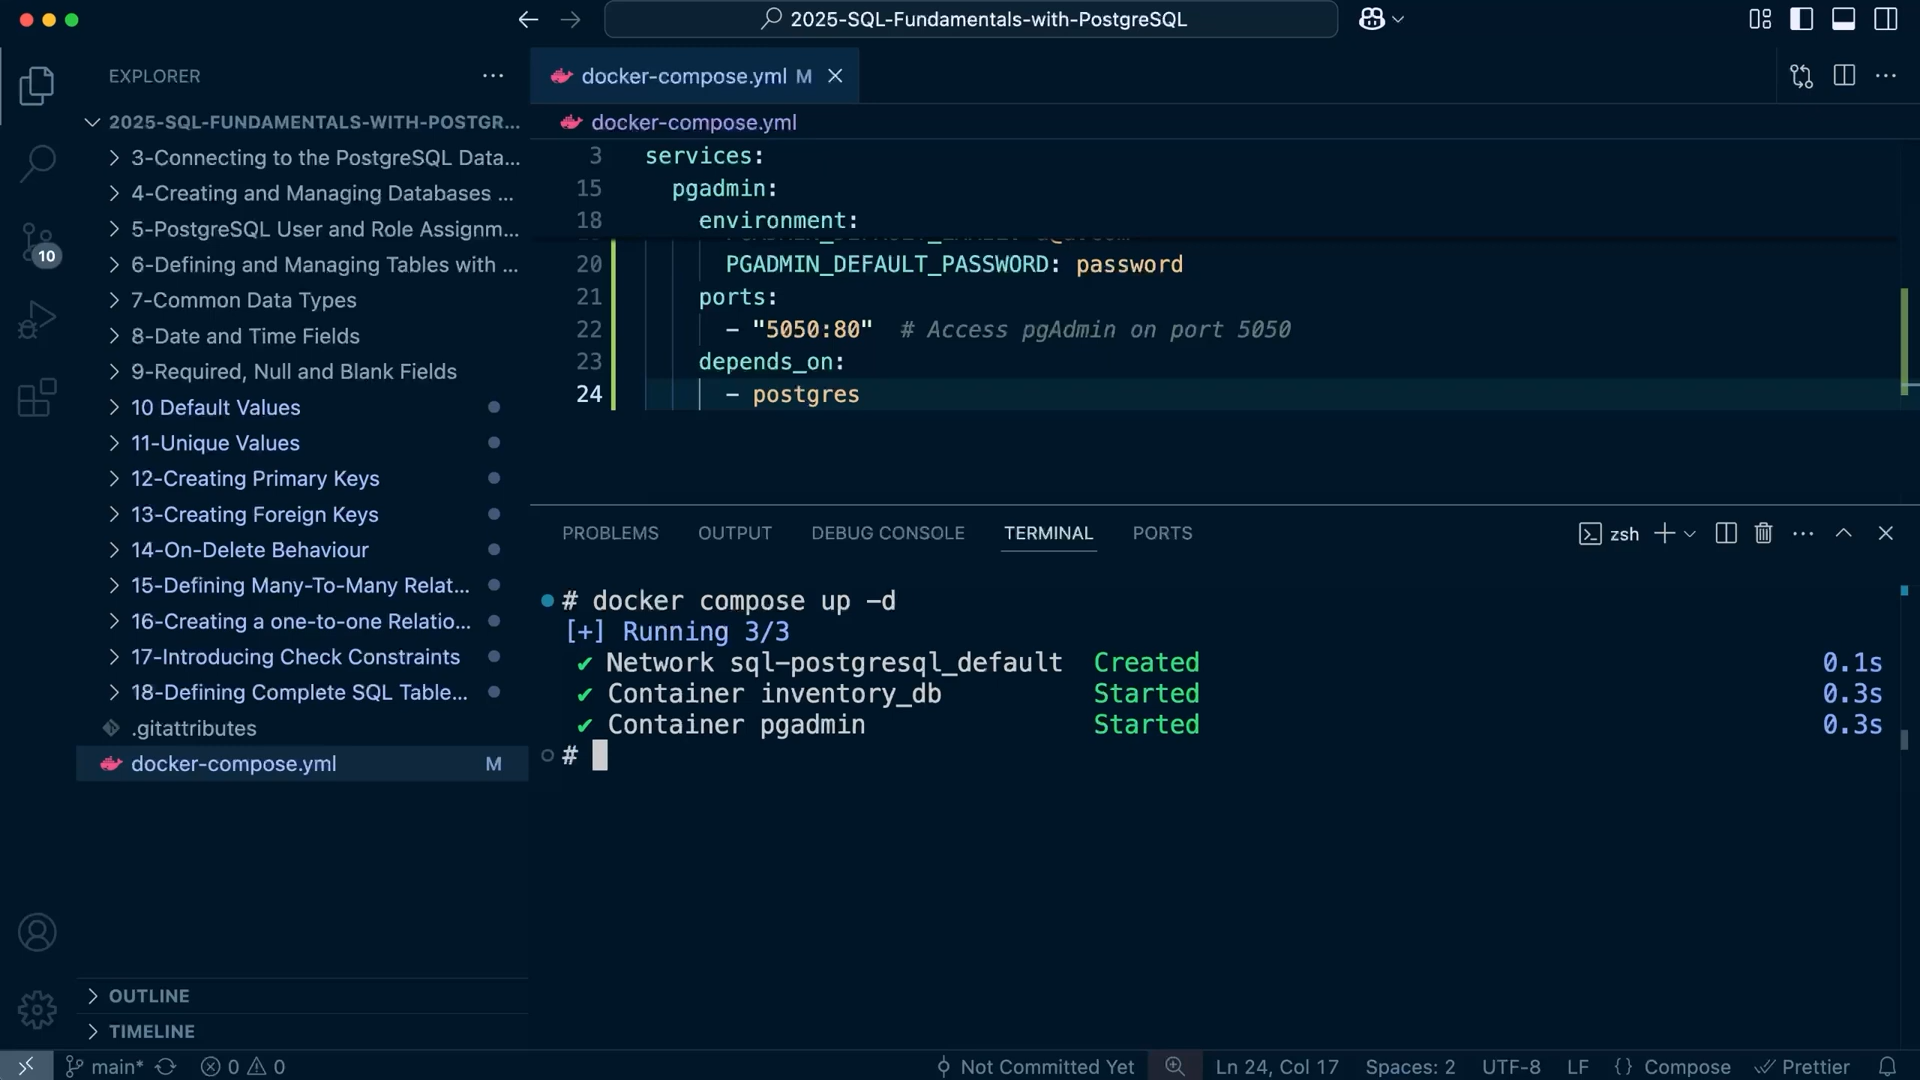 2025-SQL-Fundamentals-with-PostgreSQL
EXPLORER
2025-SQL-FUNDAMENTALS-WITH-POSTGR...
3-Connecting to the PostgreSQL Data...
4-Creating and Managing Databases ...
5-PostgreSQL User and Role Assignm...
6-Defining and Managing Tables with ...
7-Common Data Types
8-Date and Time Fields
9-Required, Null and Blank Fields
10 Default Values
11-Unique Values
12-Creating Primary Keys
13-Creating Foreign Keys
14-On-Delete Behaviour
15-Defining Many-To-Many Relat...
16-Creating a one-to-one Relatio...
17-Introducing Check Constraints
18-Defining Complete SQL Table...
.gitattributes
docker-compose.yml M
OUTLINE
TIMELINE
10
docker-compose.yml M
docker-compose.yml
3 services:
15 pgadmin:
18 environment:
20 PGADMIN_DEFAULT_PASSWORD: password
21 ports:
22 - "5050:80" # Access pgAdmin on port 5050
23 depends_on:
24 - postgres
PROBLEMS OUTPUT DEBUG CONSOLE TERMINAL PORTS
zsh
# docker compose up -d
[+] Running 3/3
✔ Network sql-postgresql_default Created 0.1s
✔ Container inventory_db Started 0.3s
✔ Container pgadmin Started 0.3s
#
main* 0 0 Not Committed Yet Ln 24, Col 17 Spaces: 2 UTF-8 LF {} Compose Prettier